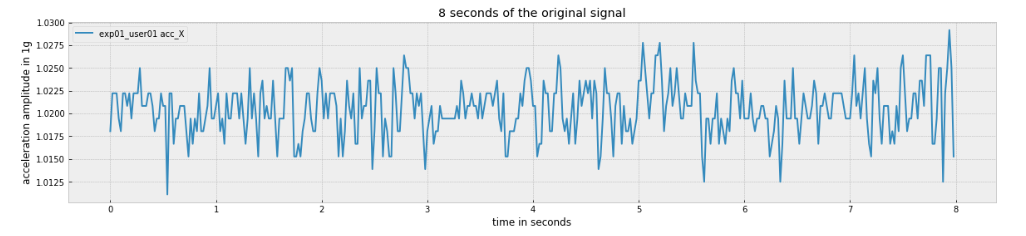 8 seconds of the original signal
exp01_user01 acc_X
acceleration amplitude in 1g
1.0300
1.0275
1.0250
1.0225
1.0200
1.0175
1.0150
1.0125
0 1 2 3 4 5 6 7 8
time in seconds